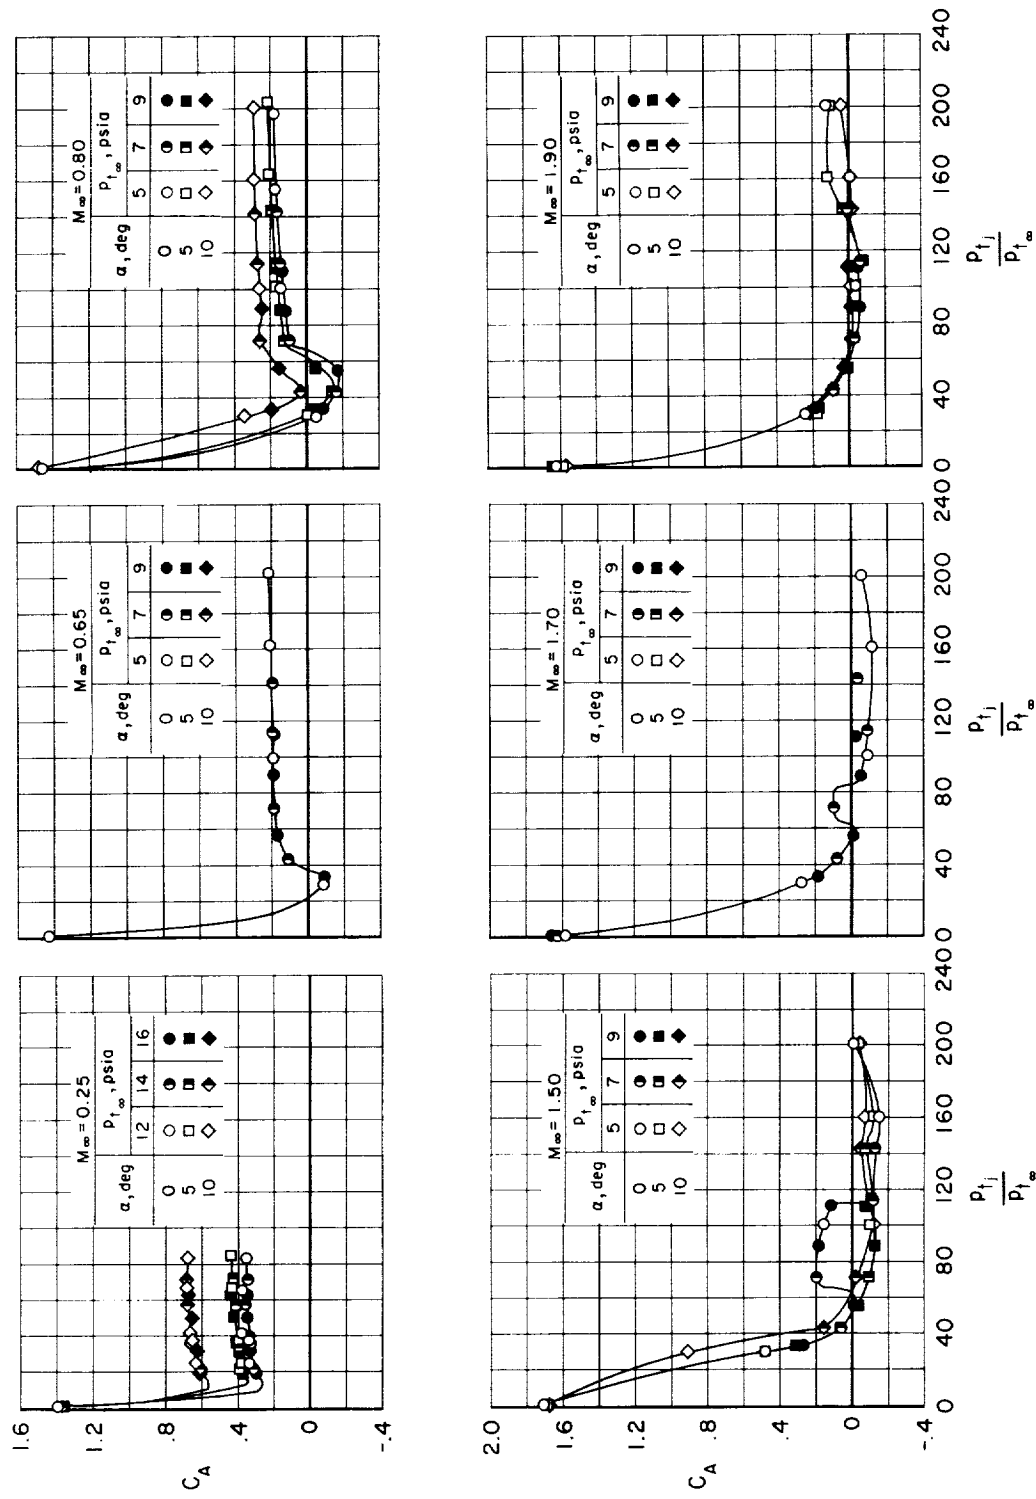 M∞ = 0.25
α, deg
pt∞, psia
12 14 16
0
5
10
M∞ = 0.65
α, deg
pt∞, psia
5 7 9
0
5
10
M∞ = 0.80
α, deg
pt∞, psia
5 7 9
0
5
10
1.6
1.2
.8
.4
0
-.4
CA
M∞ = 1.50
α, deg
pt∞, psia
5 7 9
0
5
10
M∞ = 1.70
α, deg
pt∞, psia
5 7 9
0
5
10
M∞ = 1.90
α, deg
pt∞, psia
5 7 9
0
5
10
2.0
1.6
1.2
.8
.4
0
-.4
CA
0 40 80 120 160 200 240
0 40 80 120 160 200 240
0 40 80 120 160 200 240
ptj
pt∞
ptj
pt∞
ptj
pt∞